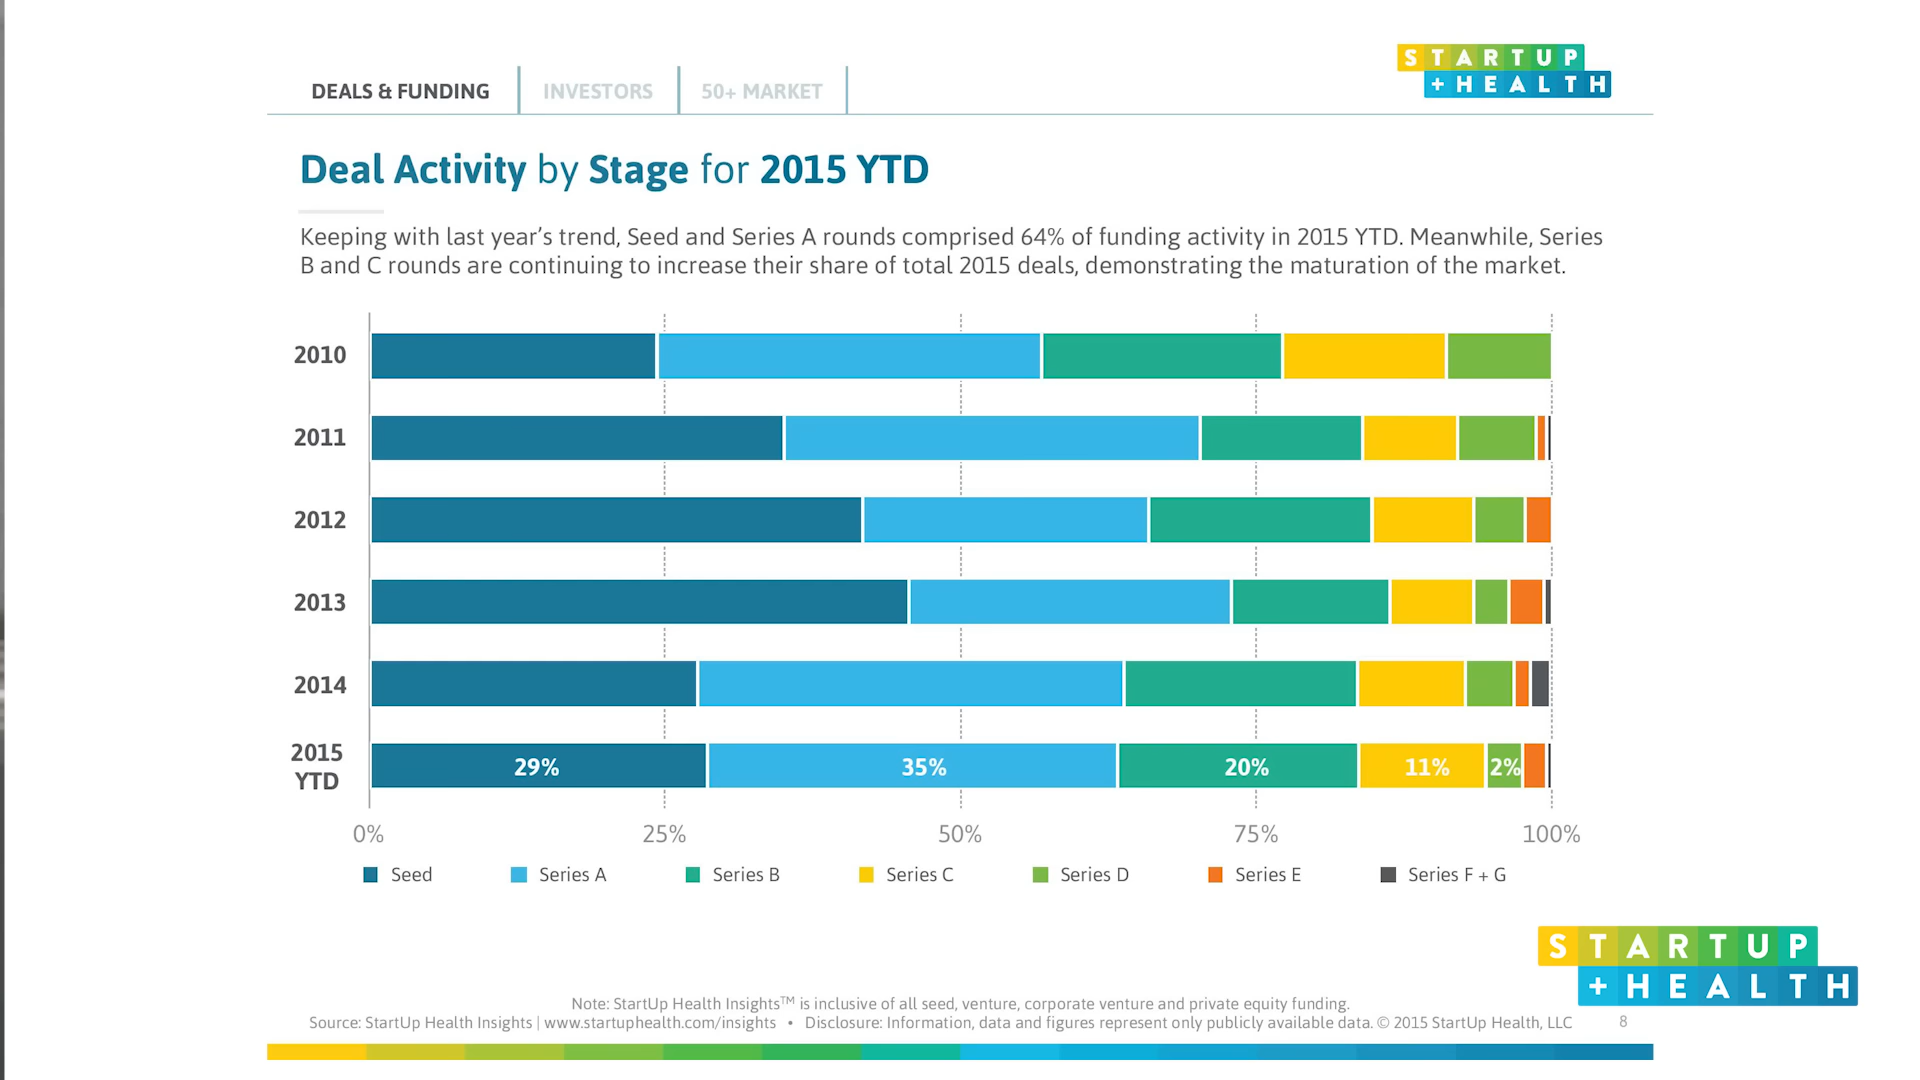 DEALS & FUNDING
INVESTORS
50+ MARKET
STARTUP
+HEALTH
Deal Activity by Stage for 2015 YTD
Keeping with last year’s trend, Seed and Series A rounds comprised 64% of funding activity in 2015 YTD. Meanwhile, Series
B and C rounds are continuing to increase their share of total 2015 deals, demonstrating the maturation of the market.
2010
2011
2012
2013
2014
2015
YTD
29%
35%
20%
11%
2%
0%
25%
50%
75%
100%
Seed
Series A
Series B
Series C
Series D
Series E
Series F + G
STARTUP
+HEALTH
Note: StartUp Health Insights™ is inclusive of all seed, venture, corporate venture and private equity funding.
Source: StartUp Health Insights | www.startuphealth.com/insights • Disclosure: Information, data and figures represent only publicly available data. © 2015 StartUp Health, LLC
8